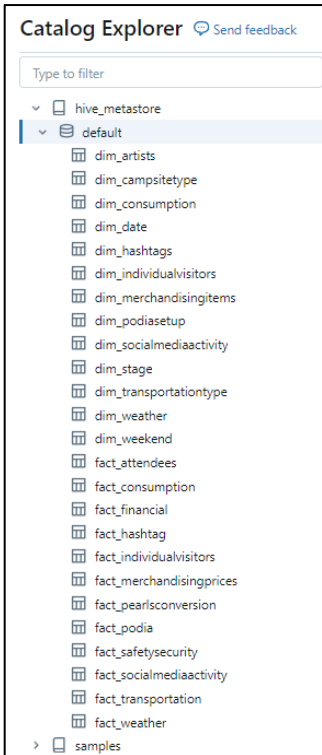 Catalog Explorer Send feedback
Type to filter
hive_metastore
default
dim_artists
dim_campsitetype
dim_consumption
dim_date
dim_hashtags
dim_individualvisitors
dim_merchandisingitems
dim_podiasetup
dim_socialmediaactivity
dim_stage
dim_transportationtype
dim_weather
dim_weekend
fact_attendees
fact_consumption
fact_financial
fact_hashtag
fact_individualvisitors
fact_merchandisingprices
fact_pearlsconversion
fact_podia
fact_safetysecurity
fact_socialmediaactivity
fact_transportation
fact_weather
samples